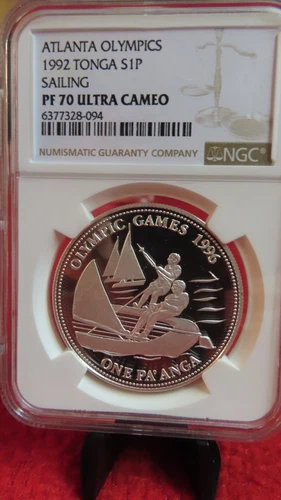 ATLANTA OLYMPICS
1992 TONGA S1P
SAILING
PF 70 ULTRA CAMEO
6377328-094
NUMISMATIC GUARANTY COMPANY
NGC
OLYMPIC GAMES 1996
ONE PA'ANGA